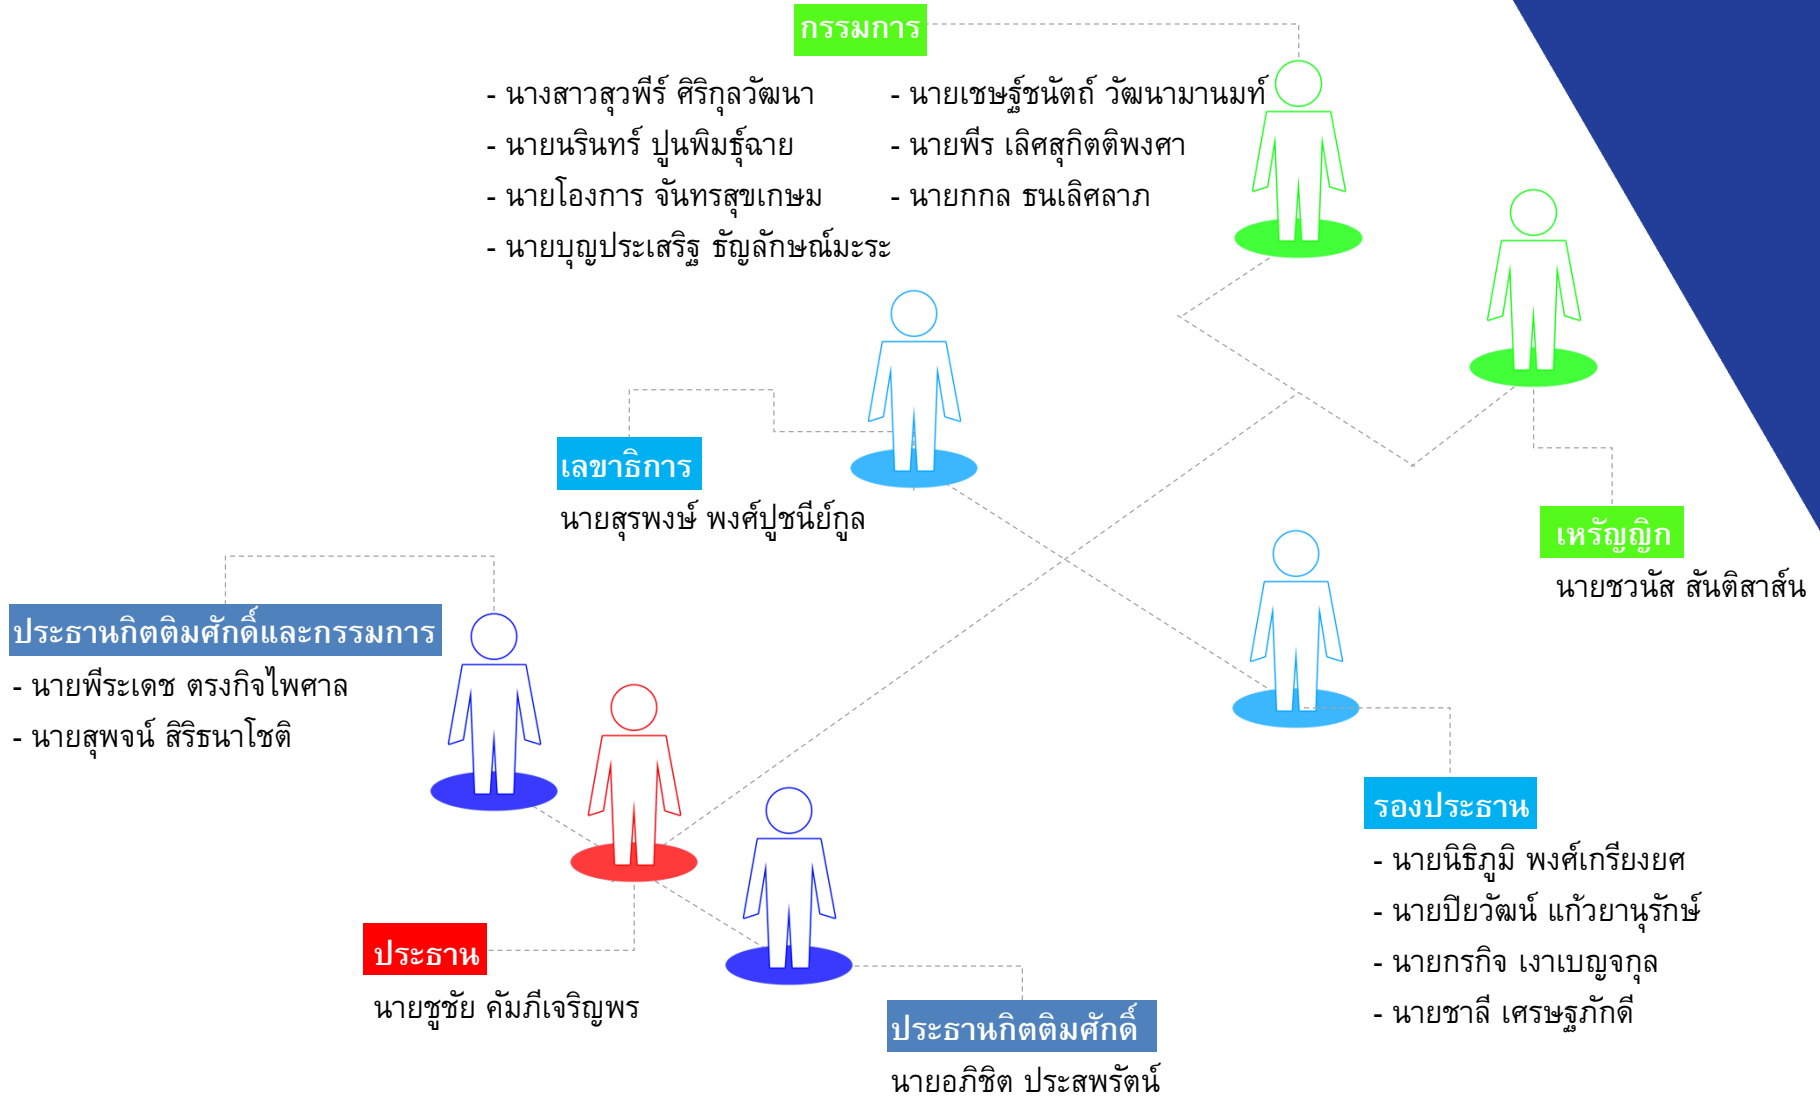 กรรมการ
- นางสาวสุวพีร์ ศิริกุลวัฒนา
- นายนรินทร์ ปูนพิมธุ์ฉาย
- นายโองการ จันทรสุขเกษม
- นายบุญประเสริฐ ธัญลักษณ์มะระ
- นายเชษฐ์ชนัตถ์ วัฒนามานมท์
- นายพีร เลิศสุกิตติพงศา
- นายกกล ธนเลิศลาภ
เลขาธิการ
นายสุรพงษ์ พงศ์ปูชนีย์กูล
เหรัญญิก
นายชวนัส สันติสาส์น
ประธานกิตติมศักดิ์และกรรมการ
- นายพีระเดช ตรงกิจไพศาล
- นายสุพจน์ สิริธนาโชติ
รองประธาน
- นายนิธิภูมิ พงศ์เกรียงยศ
- นายปิยวัฒน์ แก้วยานุรักษ์
- นายกรกิจ เงาเบญจกุล
- นายชาลี เศรษฐภักดี
ประธาน
นายชูชัย คัมภีเจริญพร
ประธานกิตติมศักดิ์
นายอภิชิต ประสพรัตน์